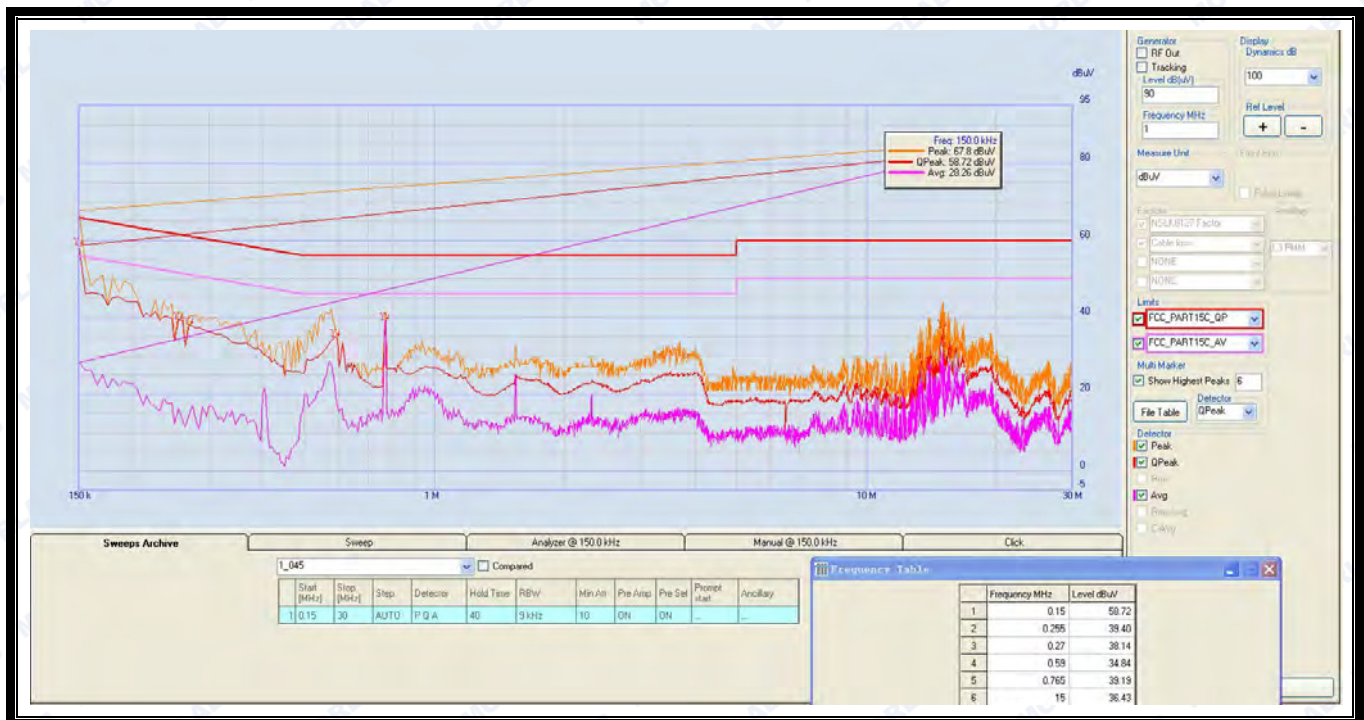 dBuV
95
80
60
40
20
0
-5
150 k
1 M
10 M
30 M
Freq: 150.0 kHz
Peak: 67.8 dBuV
QPeak: 58.72 dBuV
Avg: 28.26 dBuV
Generator
RF Out
Tracking
Level dB(uV)
90
Frequency MHz
1
Display
Dynamics dB
100
Ref Level
+ -
Measure Unit
dBuV
Factors
NSLK8127 Factor
Cable loss
NONE
NONE
Limits
FCC_PART15C_QP
FCC_PART15C_AV
Multi Marker
Show Highest Peaks 6
File Table
Detector
QPeak
Detector
Peak
QPeak
Avg
Sweeps Archive Sweep Analyzer @ 150.0 kHz Manual @ 150.0 kHz Click
1_045 Compared
Start [MHz] Stop [MHz] Step Detector Hold Time RBW Min Att Pre Amp Pre Sel Prompt start Ancillary
1 0.15 30 AUTO P Q A 40 9 kHz 10 ON ON ... ...
Frequency Table
Frequency MHz Level dBuV
1 0.15 58.72
2 0.255 39.40
3 0.27 38.14
4 0.59 34.84
5 0.765 39.19
6 15 36.43